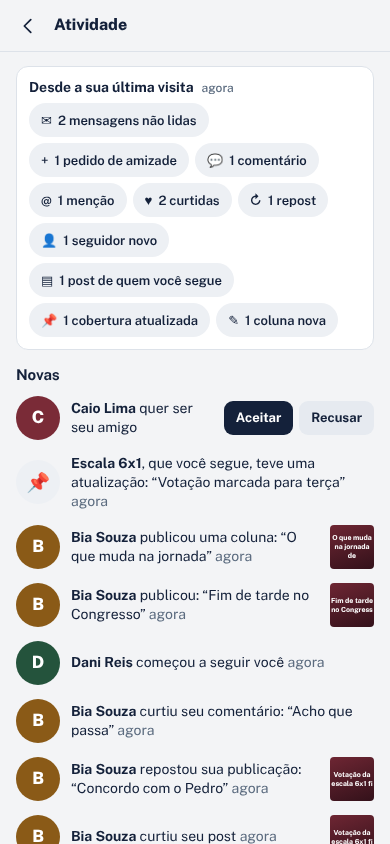 Atividade
Desde a sua última visita agora
✉ 2 mensagens não lidas
+ 1 pedido de amizade 💬 1 comentário
@ 1 menção ♥ 2 curtidas ↻ 1 repost
👤 1 seguidor novo
▤ 1 post de quem você segue
📌 1 cobertura atualizada ✎ 1 coluna nova
Novas
C
Caio Lima quer ser
seu amigo
Aceitar Recusar
Escala 6x1, que você segue, teve uma
atualização: “Votação marcada para terça”
agora
B
Bia Souza publicou uma coluna: “O
que muda na jornada” agora
O que muda
na jornada
de
B
Bia Souza publicou: “Fim de tarde no
Congresso” agora
Fim de tarde
no Congress
D
Dani Reis começou a seguir você agora
B
Bia Souza curtiu seu comentário: “Acho que
passa” agora
B
Bia Souza repostou sua publicação:
“Concordo com o Pedro” agora
Votação da
escala 6x1 fi
B
Bia Souza curtiu seu post agora
Votação da
escala 6x1 fi